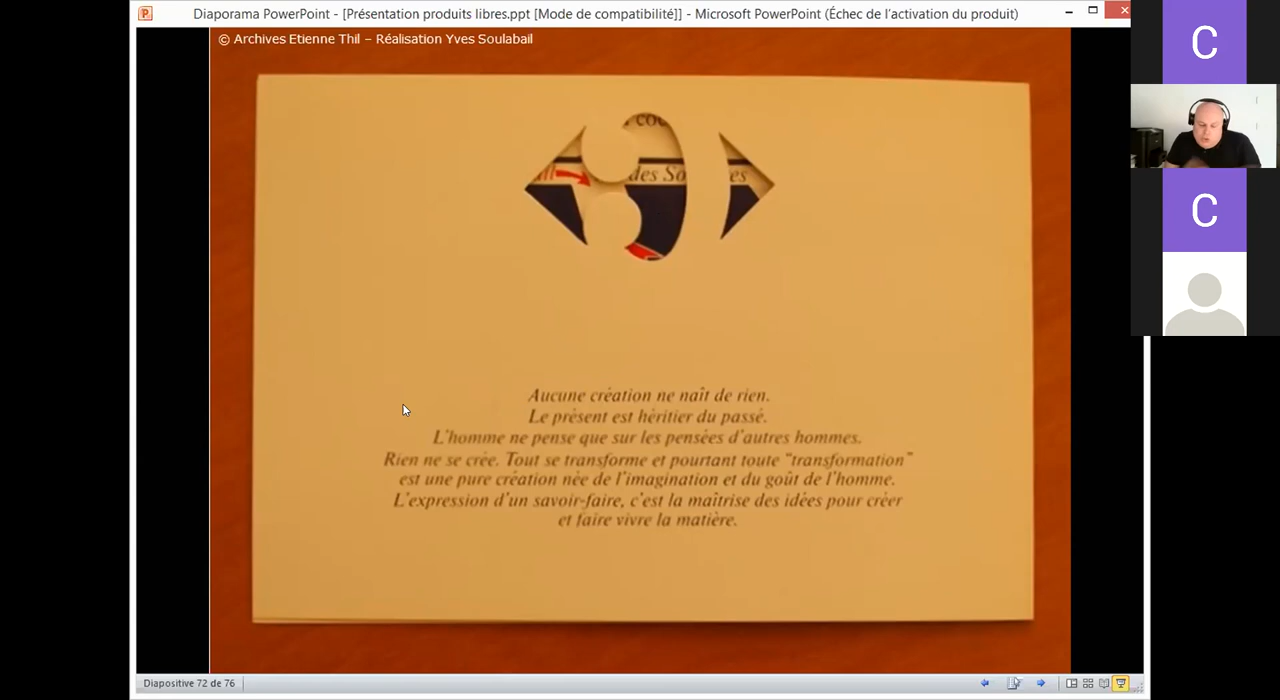 Diaporama PowerPoint - [Présentation produits libres.ppt [Mode de compatibilité]] - Microsoft PowerPoint (Échec de l'activation du produit)
© Archives Etienne Thil – Réalisation Yves Soulabail
C
cou
des So es
C
Aucune création ne naît de rien.
Le présent est héritier du passé.
L'homme ne pense que sur les pensées d'autres hommes.
Rien ne se crée. Tout se transforme et pourtant toute "transformation"
est une pure création née de l'imagination et du goût de l'homme.
L'expression d'un savoir-faire, c'est la maîtrise des idées pour créer
et faire vivre la matière.
Diapositive 72 de 76